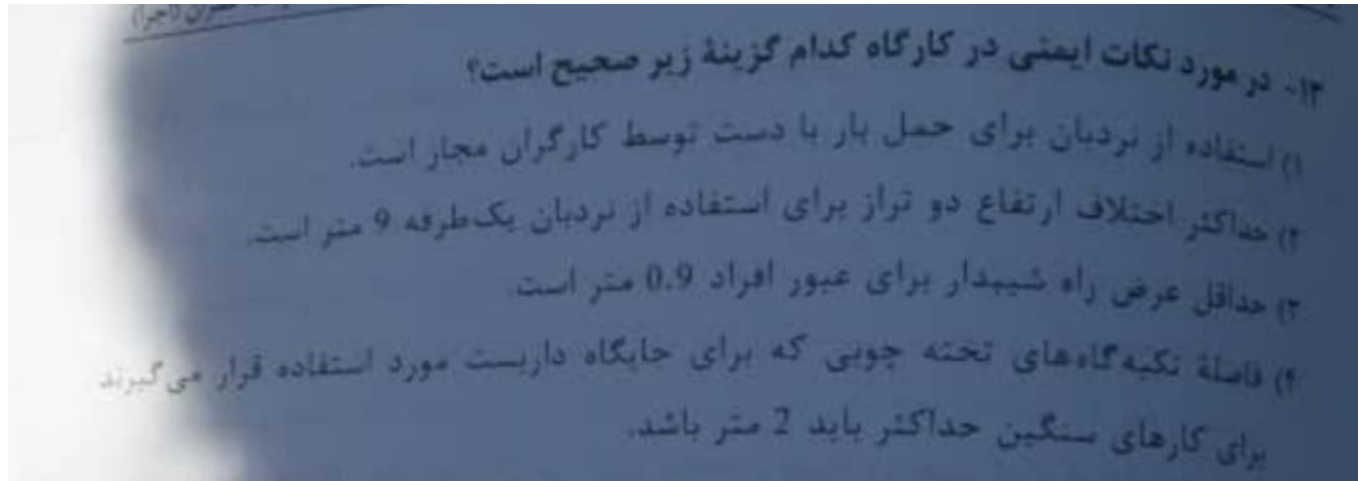 (اجرا)
۱۳- در مورد نکات ایمنی در کارگاه کدام گزینهٔ زیر صحیح است؟
۱) استفاده از نردبان برای حمل بار با دست توسط کارگران مجاز است.
۲) حداکثر اختلاف ارتفاع دو تراز برای استفاده از نردبان یک‌طرفه 9 متر است.
۳) حداقل عرض راه شیبدار برای عبور افراد 0.9 متر است.
۴) فاصلهٔ تکیه‌گاه‌های تخته چوبی که برای جایگاه داربست مورد استفاده قرار می‌گیرند
برای کارهای سنگین حداکثر باید 2 متر باشد.